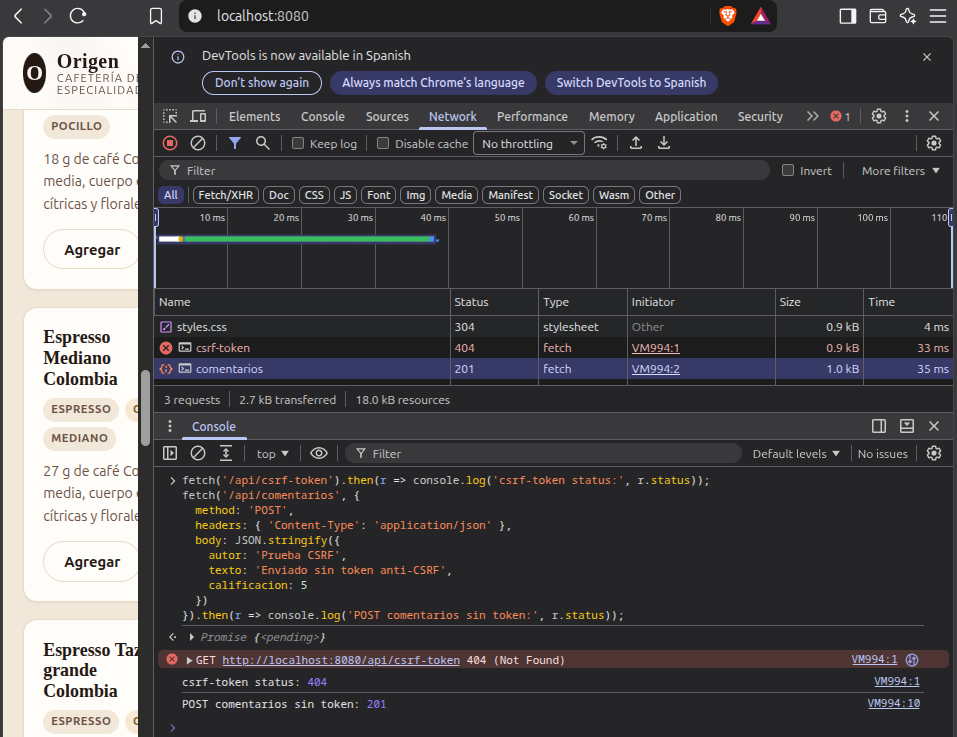 localhost:8080
O
Origen
CAFETERÍA DE
ESPECIALIDAD
POCILLO
18 g de café Co
media, cuerpo
cítricas y florale
Agregar
Espresso
Mediano
Colombia
ESPRESSO
MEDIANO
27 g de café Co
media, cuerpo
cítricas y florale
Agregar
Espresso Taz
grande
Colombia
ESPRESSO
DevTools is now available in Spanish
Don't show again
Always match Chrome's language
Switch DevTools to Spanish
Elements
Console
Sources
Network
Performance
Memory
Application
Security
1
Keep log
Disable cache
No throttling
Filter
Invert
More filters
All
Fetch/XHR
Doc
CSS
JS
Font
Img
Media
Manifest
Socket
Wasm
Other
10 ms
20 ms
30 ms
40 ms
50 ms
60 ms
70 ms
80 ms
90 ms
100 ms
110
Name Status Type Initiator Size Time
styles.css 304 stylesheet Other 0.9 kB 4 ms
csrf-token 404 fetch VM994:1 0.9 kB 33 ms
comentarios 201 fetch VM994:2 1.0 kB 35 ms
3 requests
2.7 kB transferred
18.0 kB resources
Console
top
Filter
Default levels
No issues
fetch('/api/csrf-token').then(r => console.log('csrf-token status:', r.status));
fetch('/api/comentarios', {
method: 'POST',
headers: { 'Content-Type': 'application/json' },
body: JSON.stringify({
autor: 'Prueba CSRF',
texto: 'Enviado sin token anti-CSRF',
calificacion: 5
})
}).then(r => console.log('POST comentarios sin token:', r.status));
Promise {<pending>}
GET http://localhost:8080/api/csrf-token 404 (Not Found) VM994:1
csrf-token status: 404 VM994:1
POST comentarios sin token: 201 VM994:10